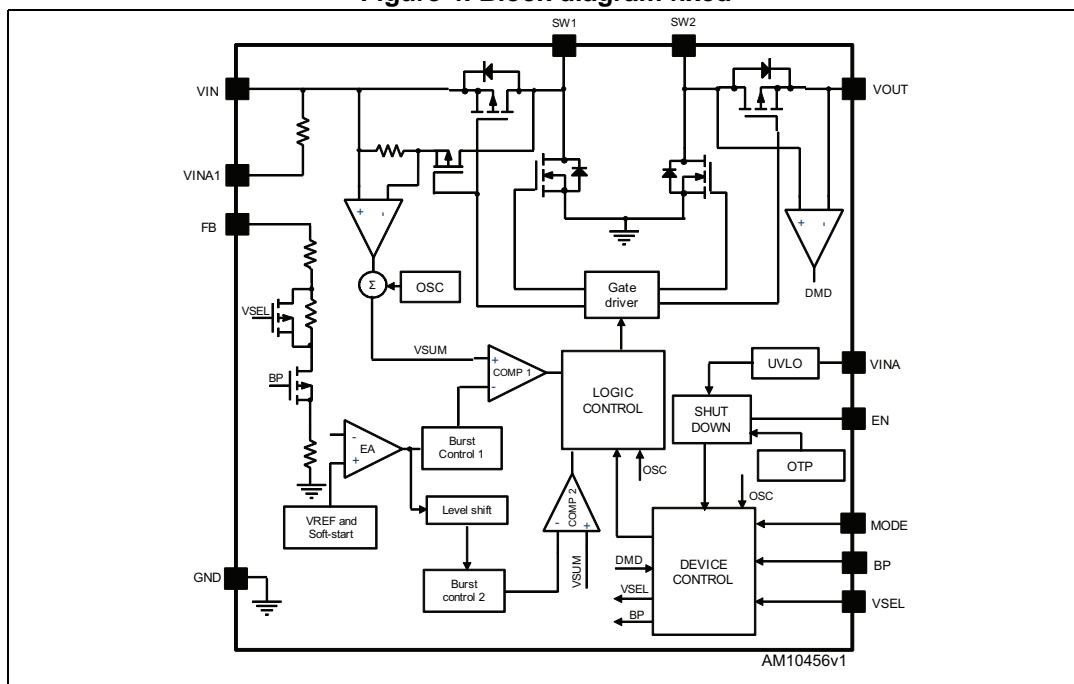 Figure Block diagram fixed
SW1
SW2
VIN
VOUT
VINA1
FB
+
-
+
-
DMD
Σ
OSC
Gate
driver
VSEL
VSUM
+
-
COMP 1
LOGIC
CONTROL
UVLO
VINA
BP
SHUT
DOWN
EN
OTP
-
+
EA
Burst
Control 1
OSC
OSC
VREF and
Soft-start
Level shift
COMP 2
-
+
VSUM
MODE
GND
Burst
control 2
DMD
VSEL
BP
DEVICE
CONTROL
BP
VSEL
AM10456v1